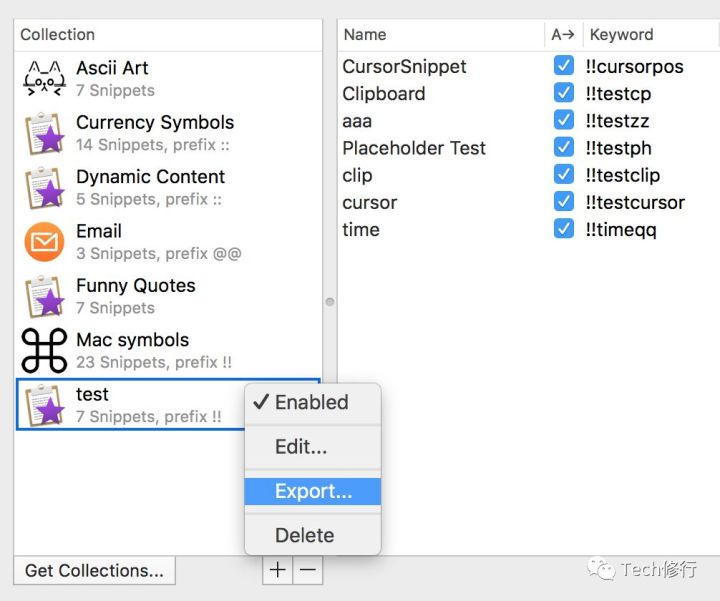 Collection
Ascii Art
7 Snippets
Currency Symbols
14 Snippets, prefix ::
Dynamic Content
5 Snippets, prefix ::
Email
3 Snippets, prefix @@
Funny Quotes
7 Snippets
Mac symbols
23 Snippets, prefix !!
test
7 Snippets, prefix !!
Name A→ Keyword
CursorSnippet !!cursorpos
Clipboard !!testcp
aaa !!testzz
Placeholder Test !!testph
clip !!testclip
cursor !!testcursor
time !!timeqq
✓ Enabled
Edit...
Export...
Delete
Get Collections...
+ −
Tech修行